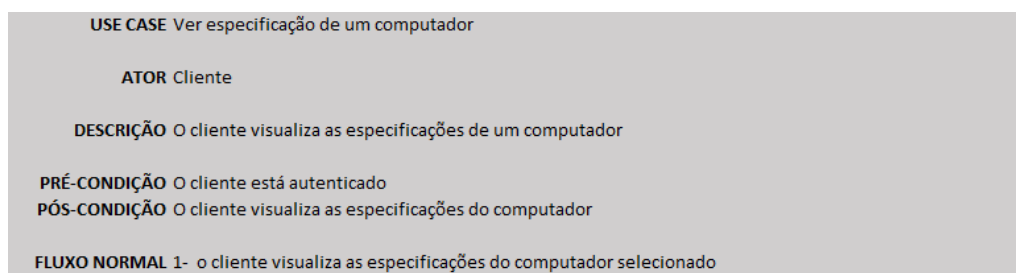 USE CASE Ver especificação de um computador
ATOR Cliente
DESCRIÇÃO O cliente visualiza as especificações de um computador
PRÉ-CONDIÇÃO O cliente está autenticado
PÓS-CONDIÇÃO O cliente visualiza as especificações do computador
FLUXO NORMAL 1- o cliente visualiza as especificações do computador selecionado